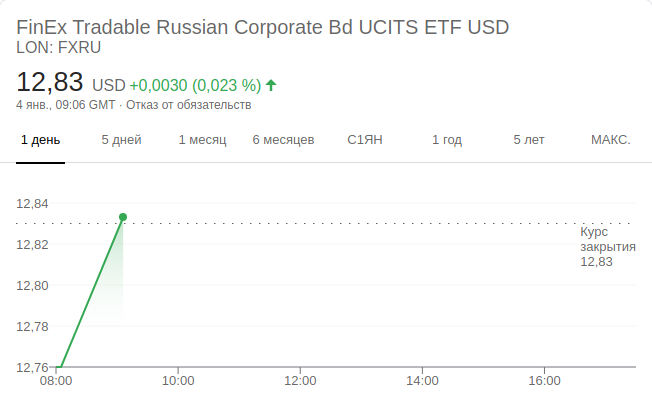 FinEx Tradable Russian Corporate Bd UCITS ETF USD
LON: FXRU
12,83 USD +0,0030 (0,023 %)
4 янв., 09:06 GMT · Отказ от обязательств
1 день 5 дней 1 месяц 6 месяцев С1ЯН 1 год 5 лет МАКС.
12,84
Курс
закрытия
12,83
12,82
12,80
12,78
12,76
08:00 10:00 12:00 14:00 16:00